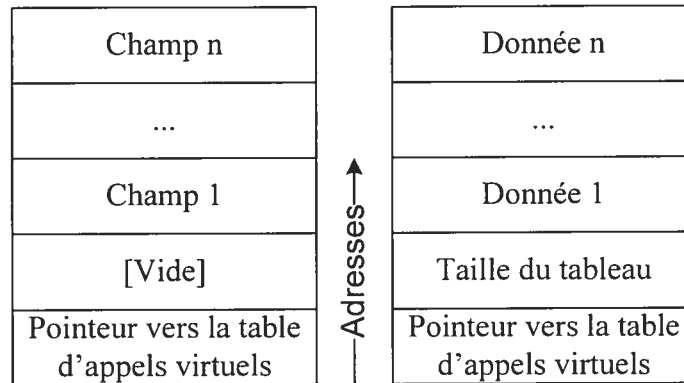 Champ n
...
Champ 1
[Vide]
Pointeur vers la table
d'appels virtuels
Adresses
Donnée n
...
Donnée 1
Taille du tableau
Pointeur vers la table
d'appels virtuels